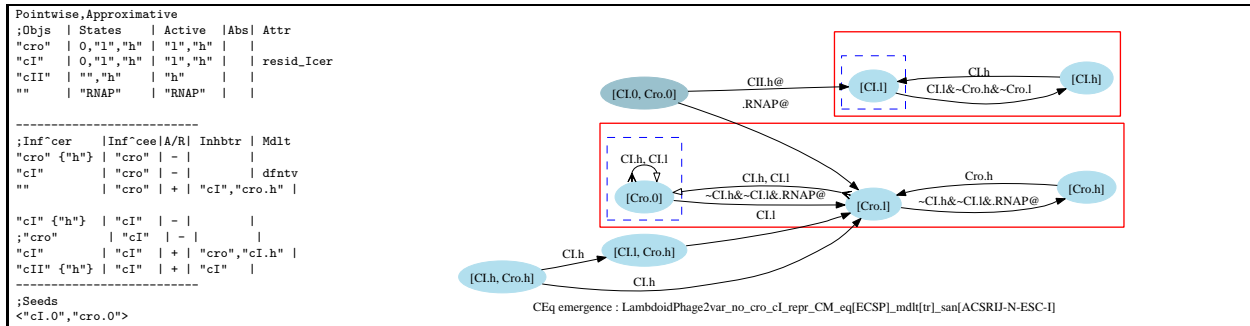 Pointwise,Approximative
;Objs | States | Active |Abs| Attr
"cro" | 0,"l","h" | "l","h" | |
"cI" | 0,"l","h" | "l","h" | | resid_Icer
"cII" | "","h" | "h" | |
"" | "RNAP" | "RNAP" | |
---------------------------
;Inf^cer |Inf^cee|A/R| Inhbtr | Mdlt
"cro" {"h"} | "cro" | - | |
"cI" | "cro" | - | | dfntv
"" | "cro" | + | "cI","cro.h" |
"cI" {"h"} | "cI" | - | |
;"cro" | "cI" | - | |
"cI" | "cI" | + | "cro","cI.h" |
"cII" {"h"} | "cI" | + | "cI" |
---------------------------
;Seeds
<"cI.0","cro.0">
[CI.0, Cro.0]
CII.h@
.RNAP@
[CI.l]
CI.h
CI.l&~Cro.h&~Cro.l
[CI.h]
CI.h, CI.l
[Cro.0]
CI.h, CI.l
~CI.h&~CI.l&.RNAP@
CI.l
[Cro.l]
Cro.h
~CI.h&~CI.l&.RNAP@
[Cro.h]
[CI.l, Cro.h]
CI.h
[CI.h, Cro.h]
CI.h
CEq emergence : LambdoidPhage2var_no_cro_cI_repr_CM_eq[ECSP]_mdlt[tr]_san[ACSRIJ-N-ESC-I]